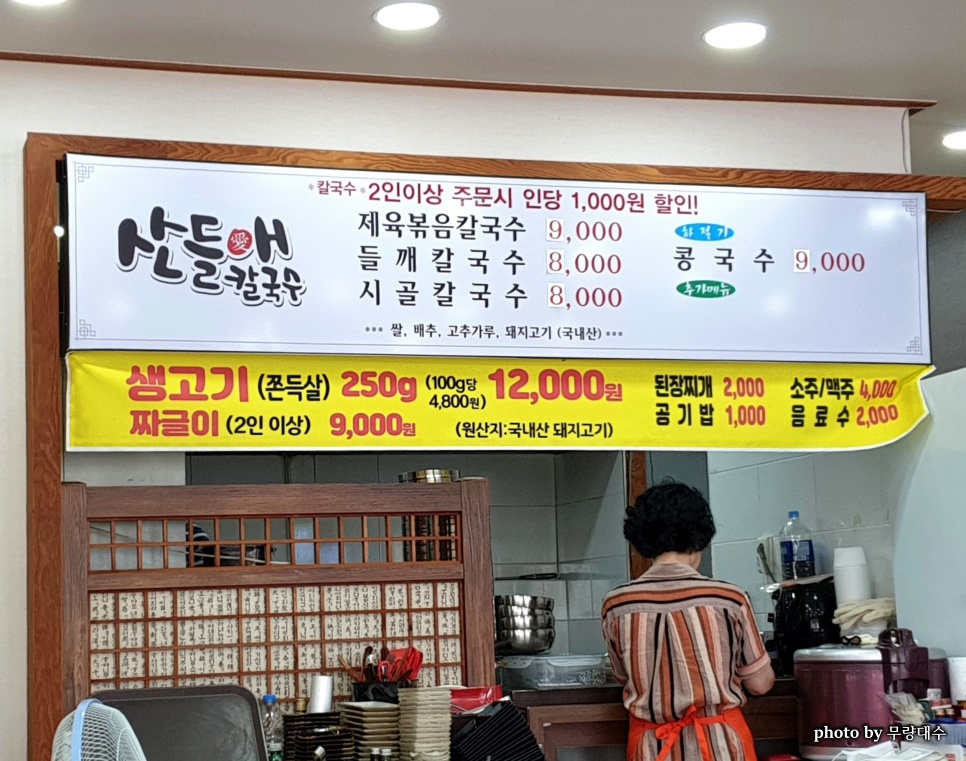 *칼국수*2인이상 주문시 인당 1,000원 할인!
산들애
愛
칼국수
제육볶음칼국수 9,000
들깨칼국수 8,000
시골칼국수 8,000
하절기
콩국수 9,000
추가메뉴
*** 쌀, 배추, 고추가루, 돼지고기 (국내산) ***
생고기 (쫀득살) 250g (100g당 4,800원) 12,000원
짜글이 (2인 이상) 9,000원 (원산지:국내산 돼지고기)
된장찌개 2,000 소주/맥주 4,000
공기밥 1,000 음료수 2,000
photo by 무랑대수